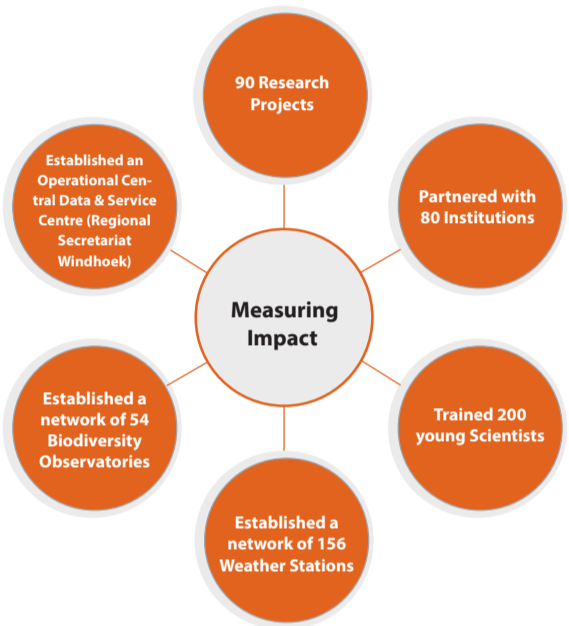 90 Research
Projects
Partnered with
80 Institutions
Trained 200
young Scientists
Established a
network of 156
Weather Stations
Established a
network of 54
Biodiversity
Observatories
Established an
Operational Cen-
tral Data & Service
Centre (Regional
Secretariat
Windhoek)
Measuring
Impact